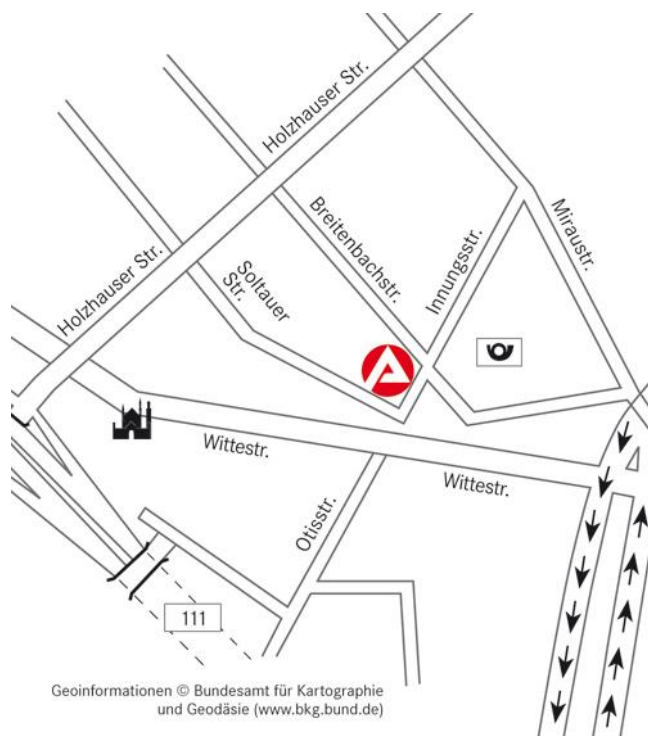 Holzhauser Str.
Miraustr.
Breitenbachstr.
Innungsstr.
Holzhauser Str.
Soltauer
Str.
Wittestr.
Wittestr.
Otisstr.
111
Geoinformationen © Bundesamt für Kartographie
und Geodäsie (www.bkg.bund.de)